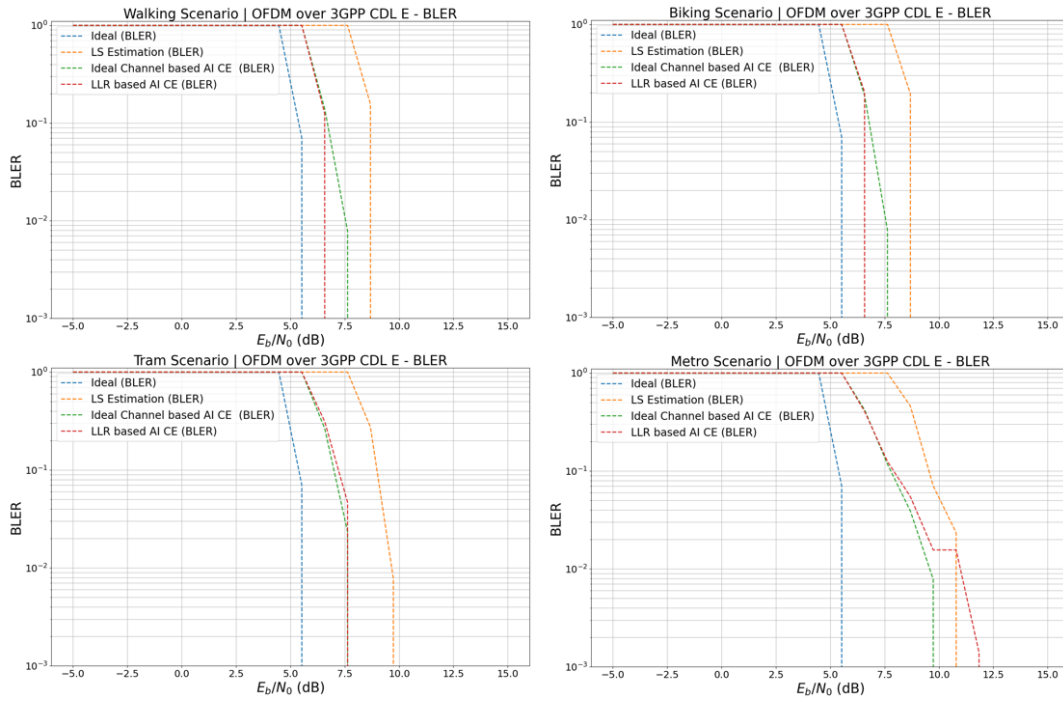 Walking Scenario | OFDM over 3GPP CDL E - BLER
Ideal (BLER)
LS Estimation (BLER)
Ideal Channel based AI CE  (BLER)
LLR based AI CE (BLER)
BLER
10⁰
10⁻¹
10⁻²
10⁻³
−5.0 −2.5 0.0 2.5 5.0 7.5 10.0 12.5 15.0
E_b/N_0 (dB)
Biking Scenario | OFDM over 3GPP CDL E - BLER
Ideal (BLER)
LS Estimation (BLER)
Ideal Channel based AI CE  (BLER)
LLR based AI CE (BLER)
BLER
10⁰
10⁻¹
10⁻²
10⁻³
−5.0 −2.5 0.0 2.5 5.0 7.5 10.0 12.5 15.0
E_b/N_0 (dB)
Tram Scenario | OFDM over 3GPP CDL E - BLER
Ideal (BLER)
LS Estimation (BLER)
Ideal Channel based AI CE  (BLER)
LLR based AI CE (BLER)
BLER
10⁰
10⁻¹
10⁻²
10⁻³
−5.0 −2.5 0.0 2.5 5.0 7.5 10.0 12.5 15.0
E_b/N_0 (dB)
Metro Scenario | OFDM over 3GPP CDL E - BLER
Ideal (BLER)
LS Estimation (BLER)
Ideal Channel based AI CE  (BLER)
LLR based AI CE (BLER)
BLER
10⁰
10⁻¹
10⁻²
10⁻³
−5.0 −2.5 0.0 2.5 5.0 7.5 10.0 12.5 15.0
E_b/N_0 (dB)